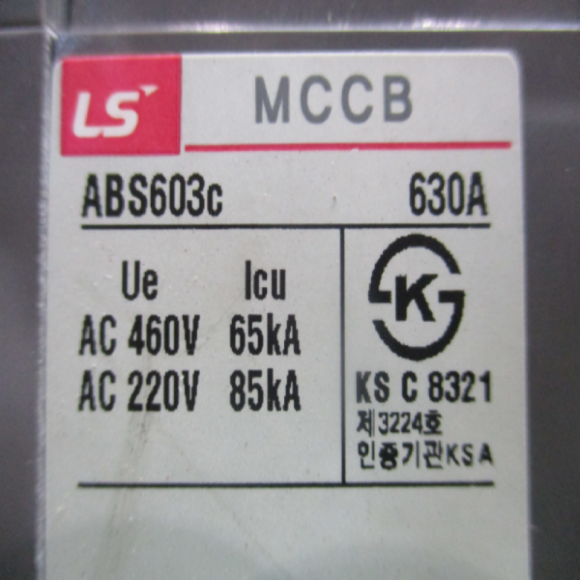 LS MCCB
ABS603c 630A
Ue Icu
AC 460V 65kA
AC 220V 85kA
K
KS C 8321
제3224호
인증기관KSA